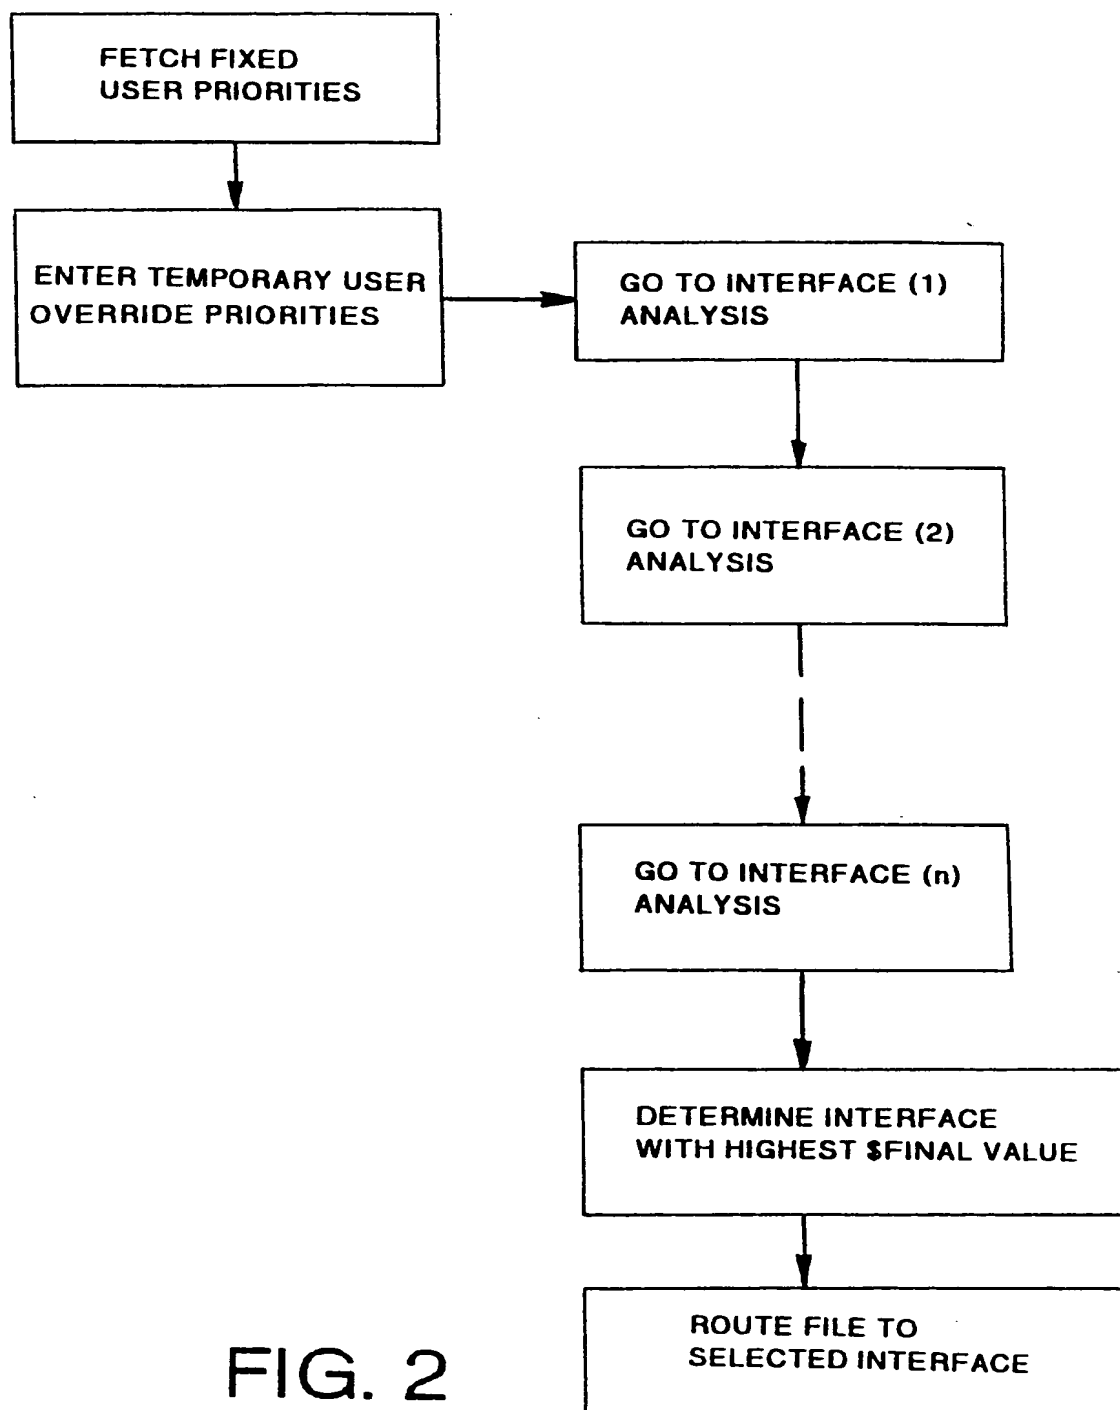 FETCH FIXED
USER PRIORITIES
ENTER TEMPORARY USER
OVERRIDE PRIORITIES
GO TO INTERFACE (1)
ANALYSIS
GO TO INTERFACE (2)
ANALYSIS
GO TO INTERFACE (n)
ANALYSIS
DETERMINE INTERFACE
WITH HIGHEST $FINAL VALUE
ROUTE FILE TO
SELECTED INTERFACE
FIG. 2